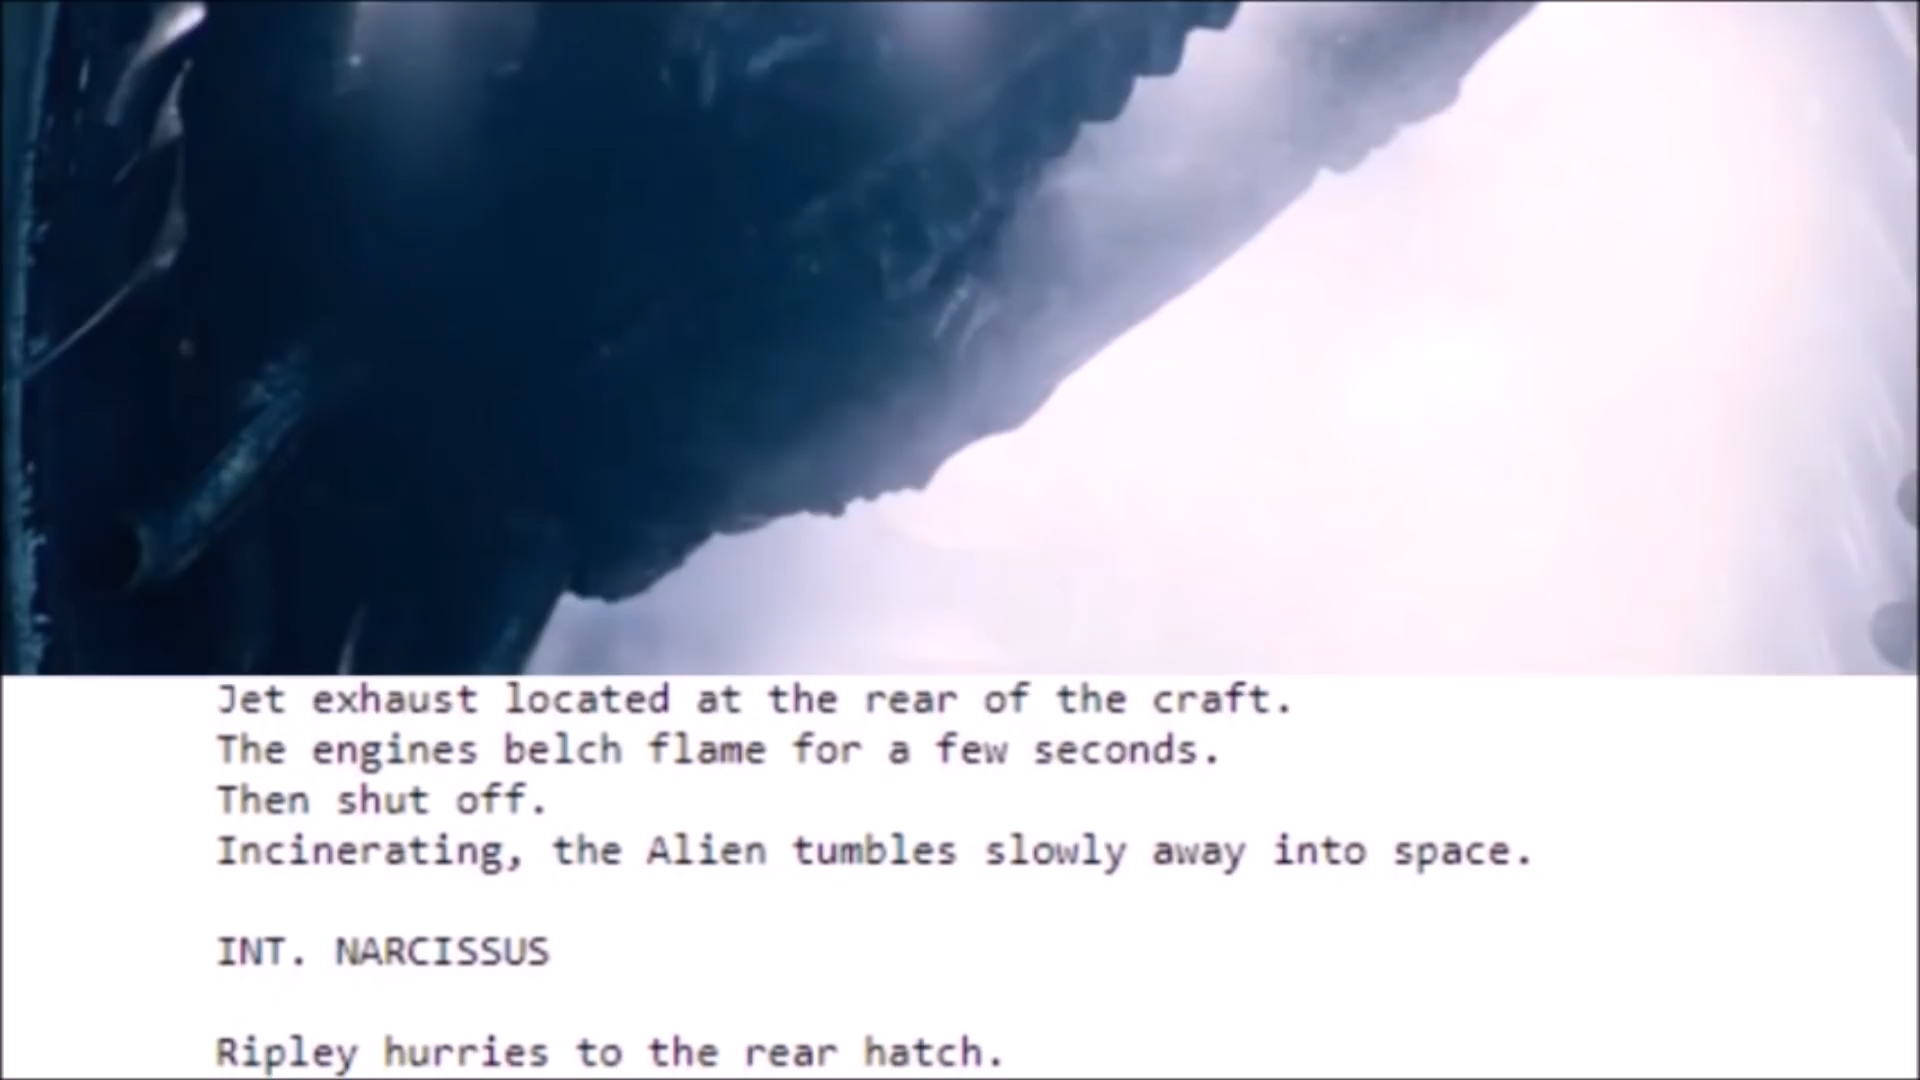 Jet exhaust located at the rear of the craft.
The engines belch flame for a few seconds.
Then shut off.
Incinerating, the Alien tumbles slowly away into space.
INT. NARCISSUS
Ripley hurries to the rear hatch.